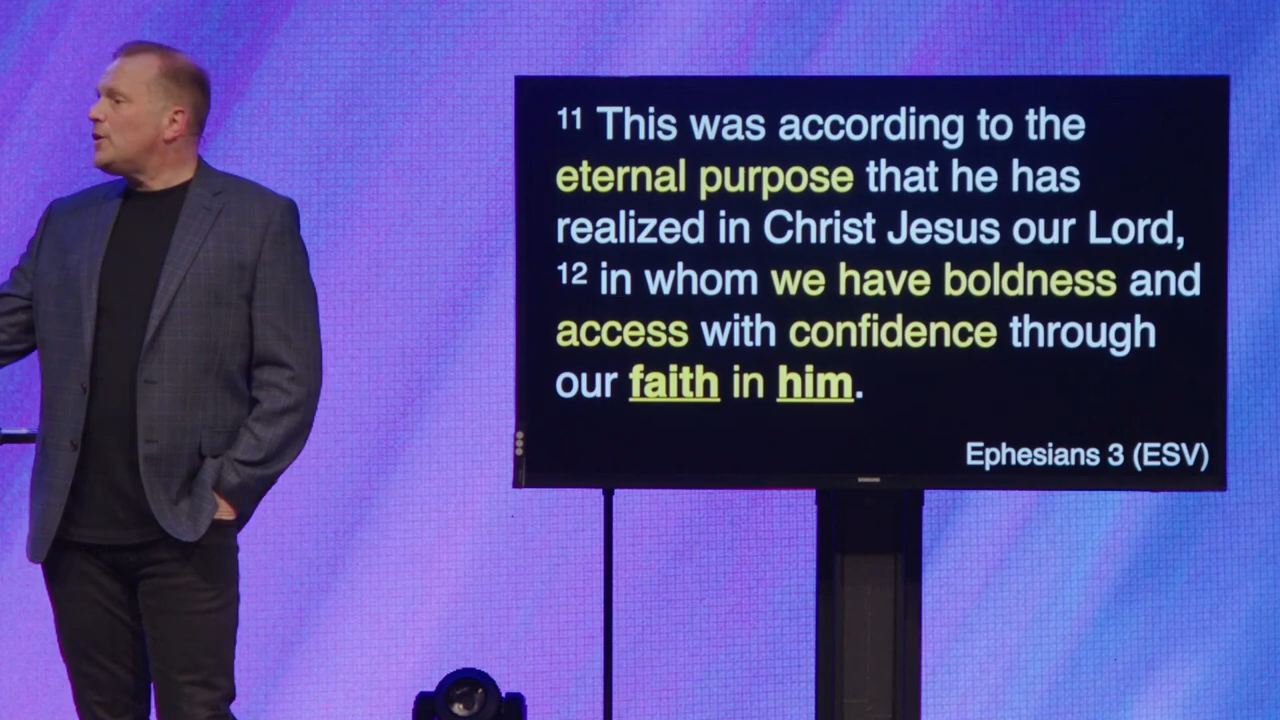 11 This was according to the
eternal purpose that he has
realized in Christ Jesus our Lord,
12 in whom we have boldness and
access with confidence through
our faith in him.
Ephesians 3 (ESV)